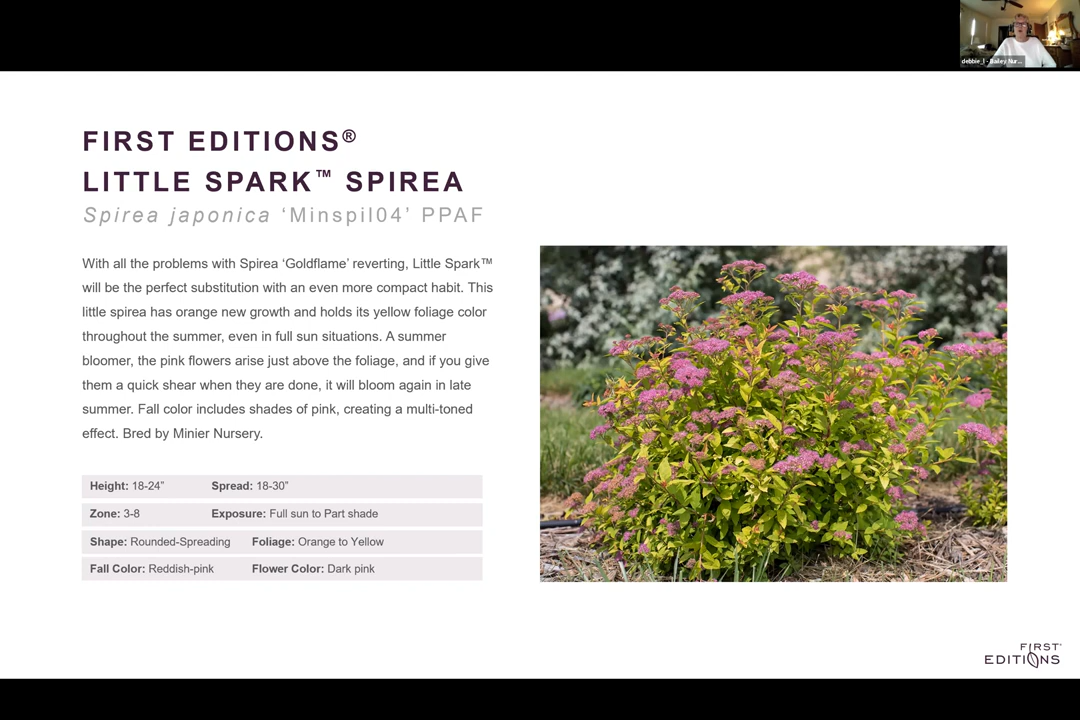 debbie_l - Bailey Nur...
FIRST EDITIONS®
LITTLE SPARK™ SPIREA
Spirea japonica ‘Minspil04’ PPAF
With all the problems with Spirea ‘Goldflame’ reverting, Little Spark™
will be the perfect substitution with an even more compact habit. This
little spirea has orange new growth and holds its yellow foliage color
throughout the summer, even in full sun situations. A summer
bloomer, the pink flowers arise just above the foliage, and if you give
them a quick shear when they are done, it will bloom again in late
summer. Fall color includes shades of pink, creating a multi-toned
effect. Bred by Minier Nursery.
Height: 18-24” Spread: 18-30”
Zone: 3-8 Exposure: Full sun to Part shade
Shape: Rounded-Spreading Foliage: Orange to Yellow
Fall Color: Reddish-pink Flower Color: Dark pink
FIRST
EDITIONS